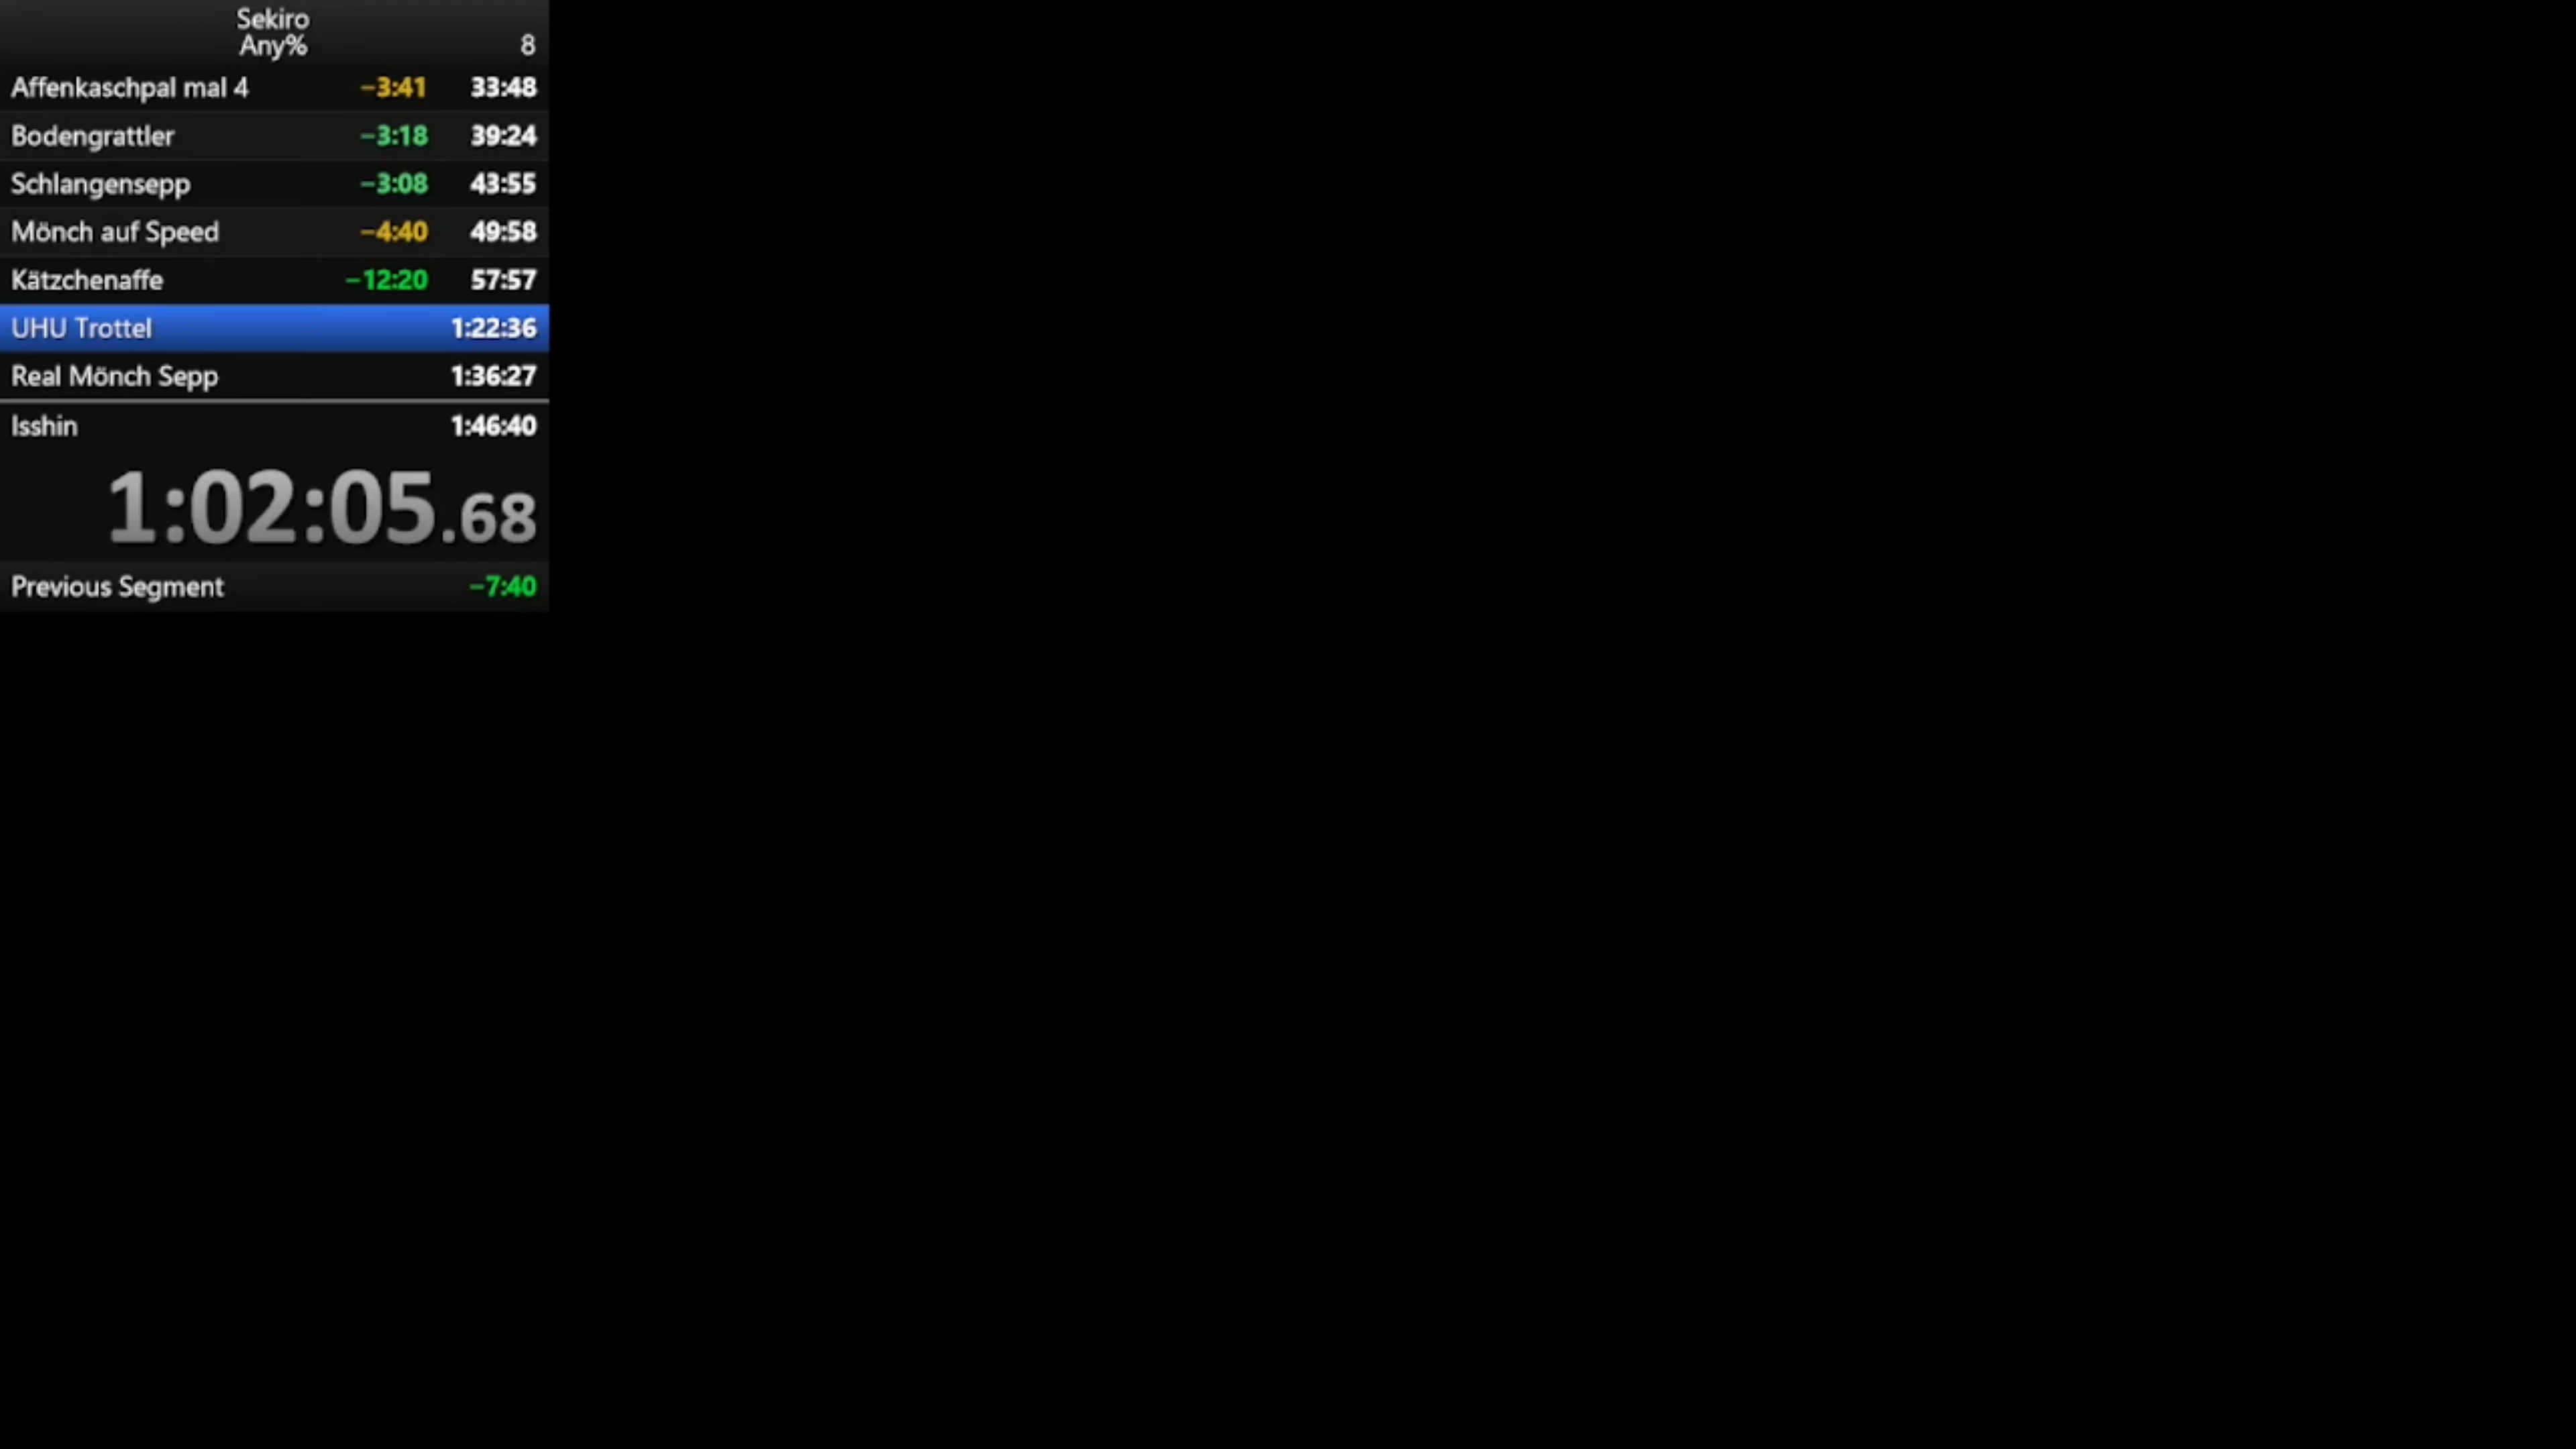 Sekiro
Any% 8
Affenkaschpal mal 4 −3:41 33:48
Bodengrattler −3:18 39:24
Schlangensepp −3:08 43:55
Mönch auf Speed −4:40 49:58
Kätzchenaffe −12:20 57:57
UHU Trottel 1:22:36
Real Mönch Sepp 1:36:27
Isshin 1:46:40
1:02:05.68
Previous Segment −7:40